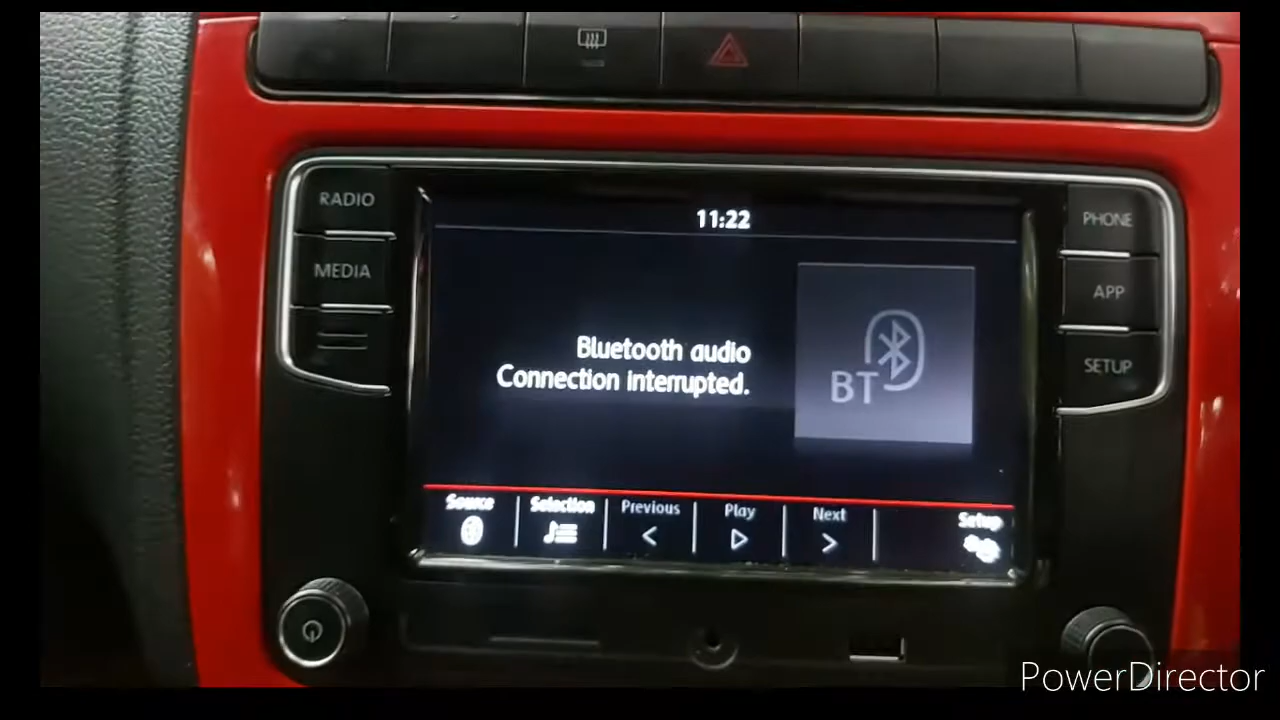 RADIO
MEDIA
11:22
Bluetooth audio
Connection interrupted.
BT
Source
Selection
Previous
Play
Next
Setup
PHONE
APP
SETUP
PowerDirector